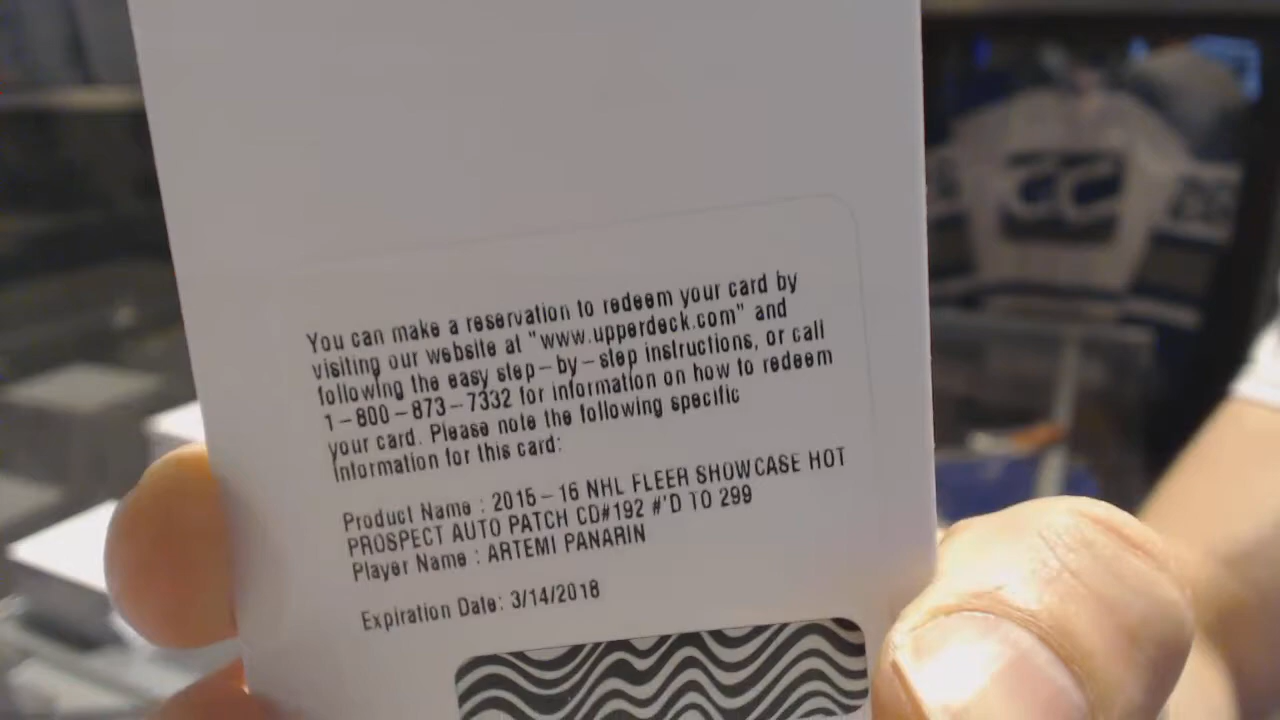 You can make a reservation to redeem your card by
visiting our website at "www.upperdeck.com" and
following the easy step-by-step instructions, or call
1-800-873-7332 for information on how to redeem
your card. Please note the following specific
information for this card:
Product Name : 2015-16 NHL FLEER SHOWCASE HOT
PROSPECT AUTO PATCH CD#192 #'D TO 299
Player Name : ARTEMI PANARIN
Expiration Date: 3/14/2018